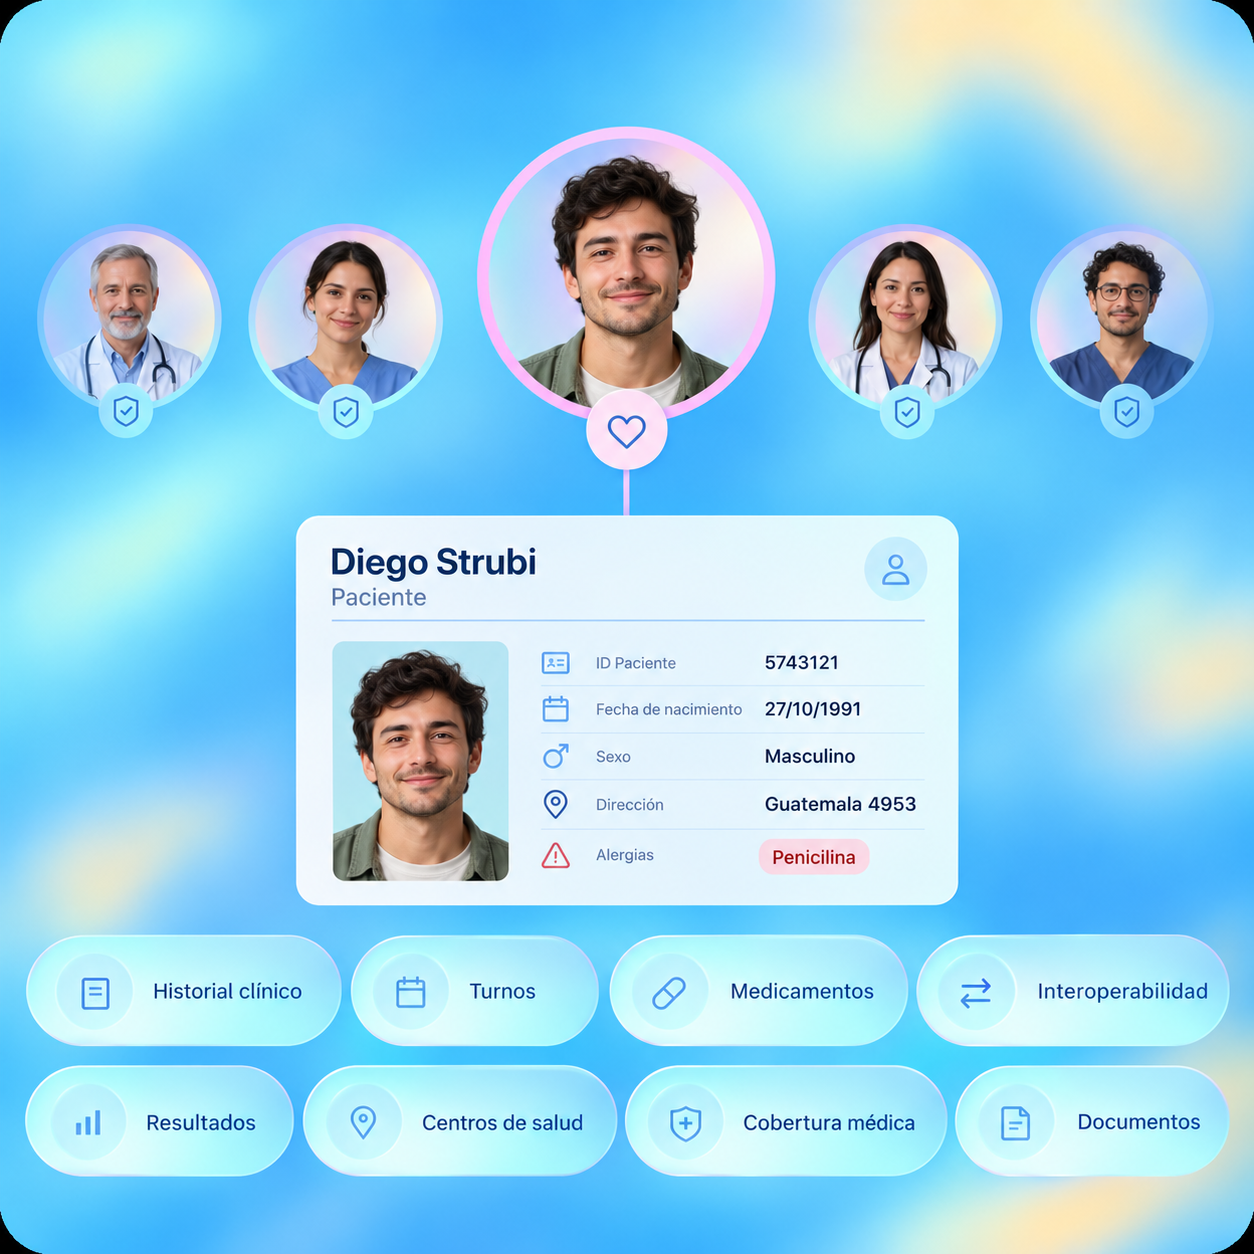 Diego Strubi
Paciente
ID Paciente 5743121
Fecha de nacimiento 27/10/1991
Sexo Masculino
Dirección Guatemala 4953
Alergias Penicilina
Historial clínico
Turnos
Medicamentos
Interoperabilidad
Resultados
Centros de salud
Cobertura médica
Documentos